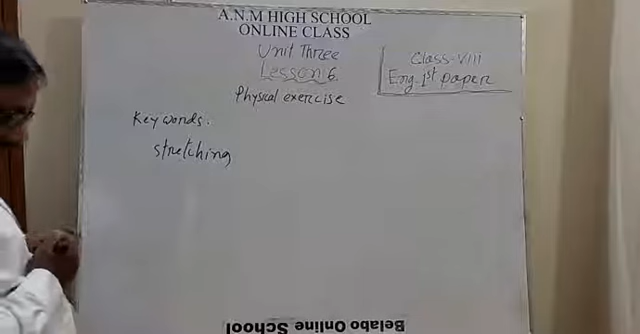 A.N.M HIGH SCHOOL
ONLINE CLASS
Unit Three
Lesson 6.
Physical exercise
Class-VIII
Eng 1st paper
Key words.
stretching
Belabo Online School